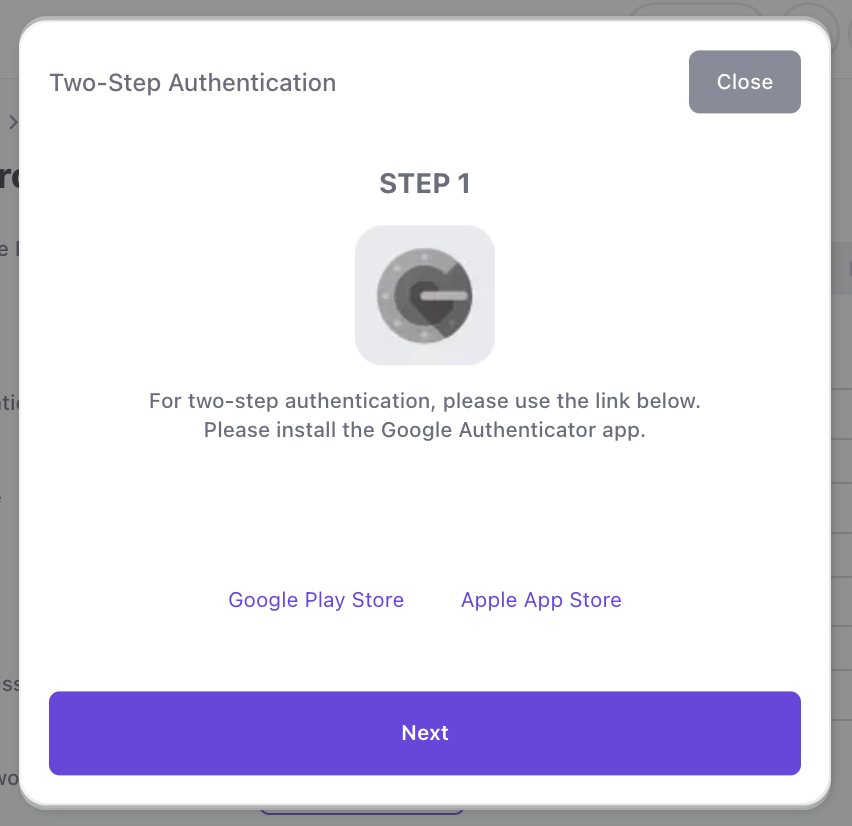 Two-Step Authentication
Close
STEP 1
For two-step authentication, please use the link below.
Please install the Google Authenticator app.
Google Play Store
Apple App Store
Next